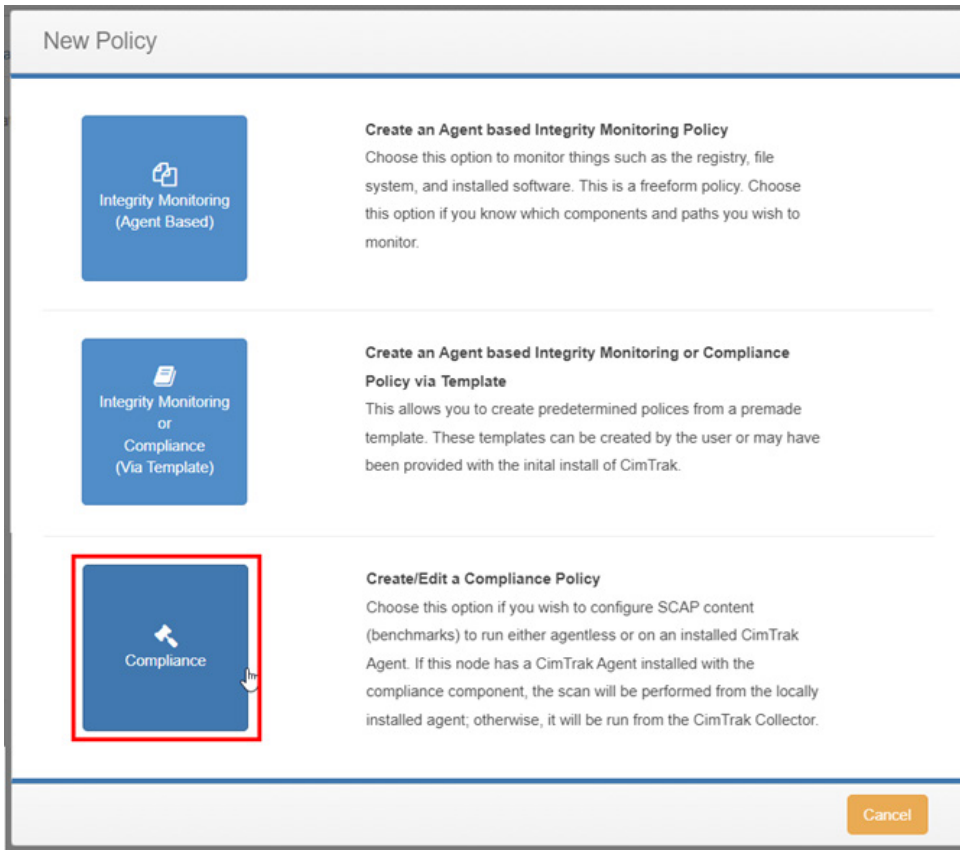 New Policy
Integrity Monitoring
(Agent Based)
Create an Agent based Integrity Monitoring Policy
Choose this option to monitor things such as the registry, file
system, and installed software. This is a freeform policy. Choose
this option if you know which components and paths you wish to
monitor.
Integrity Monitoring
or
Compliance
(Via Template)
Create an Agent based Integrity Monitoring or Compliance
Policy via Template
This allows you to create predetermined polices from a premade
template. These templates can be created by the user or may have
been provided with the inital install of CimTrak.
Compliance
Create/Edit a Compliance Policy
Choose this option if you wish to configure SCAP content
(benchmarks) to run either agentless or on an installed CimTrak
Agent. If this node has a CimTrak Agent installed with the
compliance component, the scan will be performed from the locally
installed agent; otherwise, it will be run from the CimTrak Collector.
Cancel